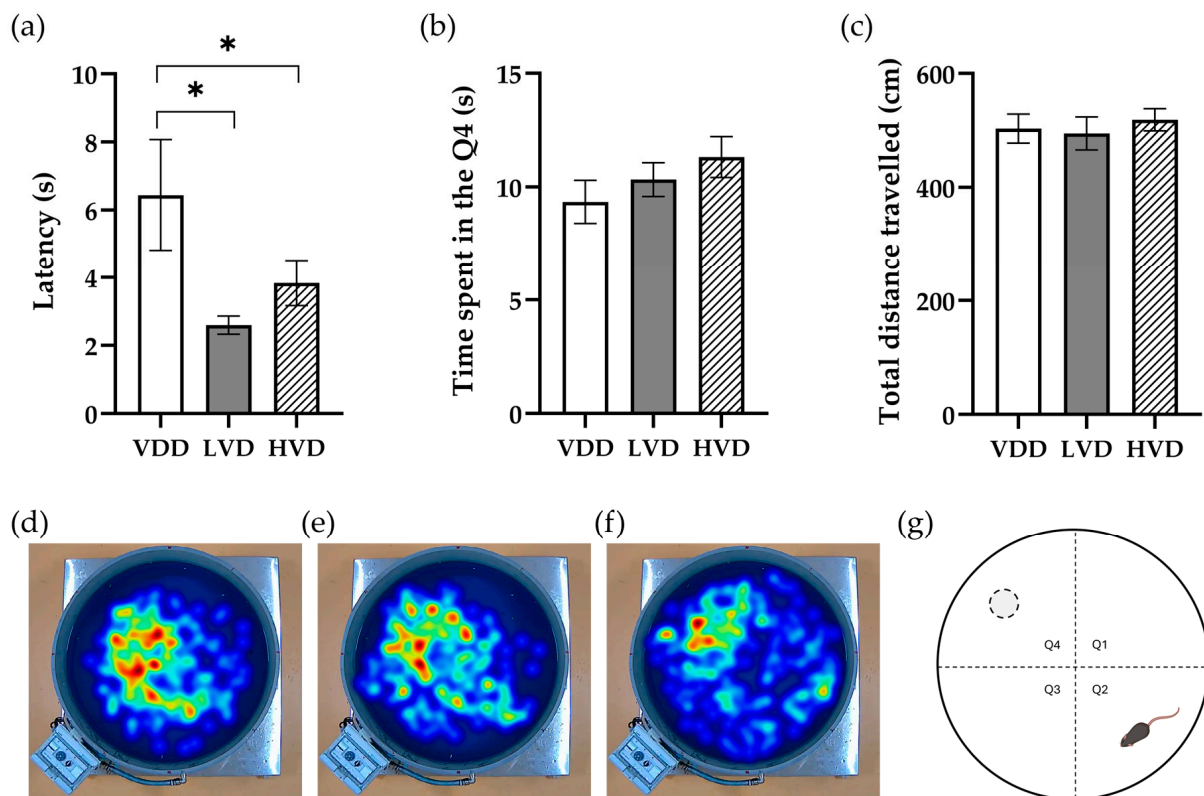 (a)
*
*
10
8
6
4
2
0
Latency (s)
VDD LVD HVD
(b)
15
10
5
0
Time spent in the Q4 (s)
VDD LVD HVD
(c)
600
400
200
0
Total distance travelled (cm)
VDD LVD HVD
(d)
(e)
(f)
(g)
Q4 Q1
Q3 Q2